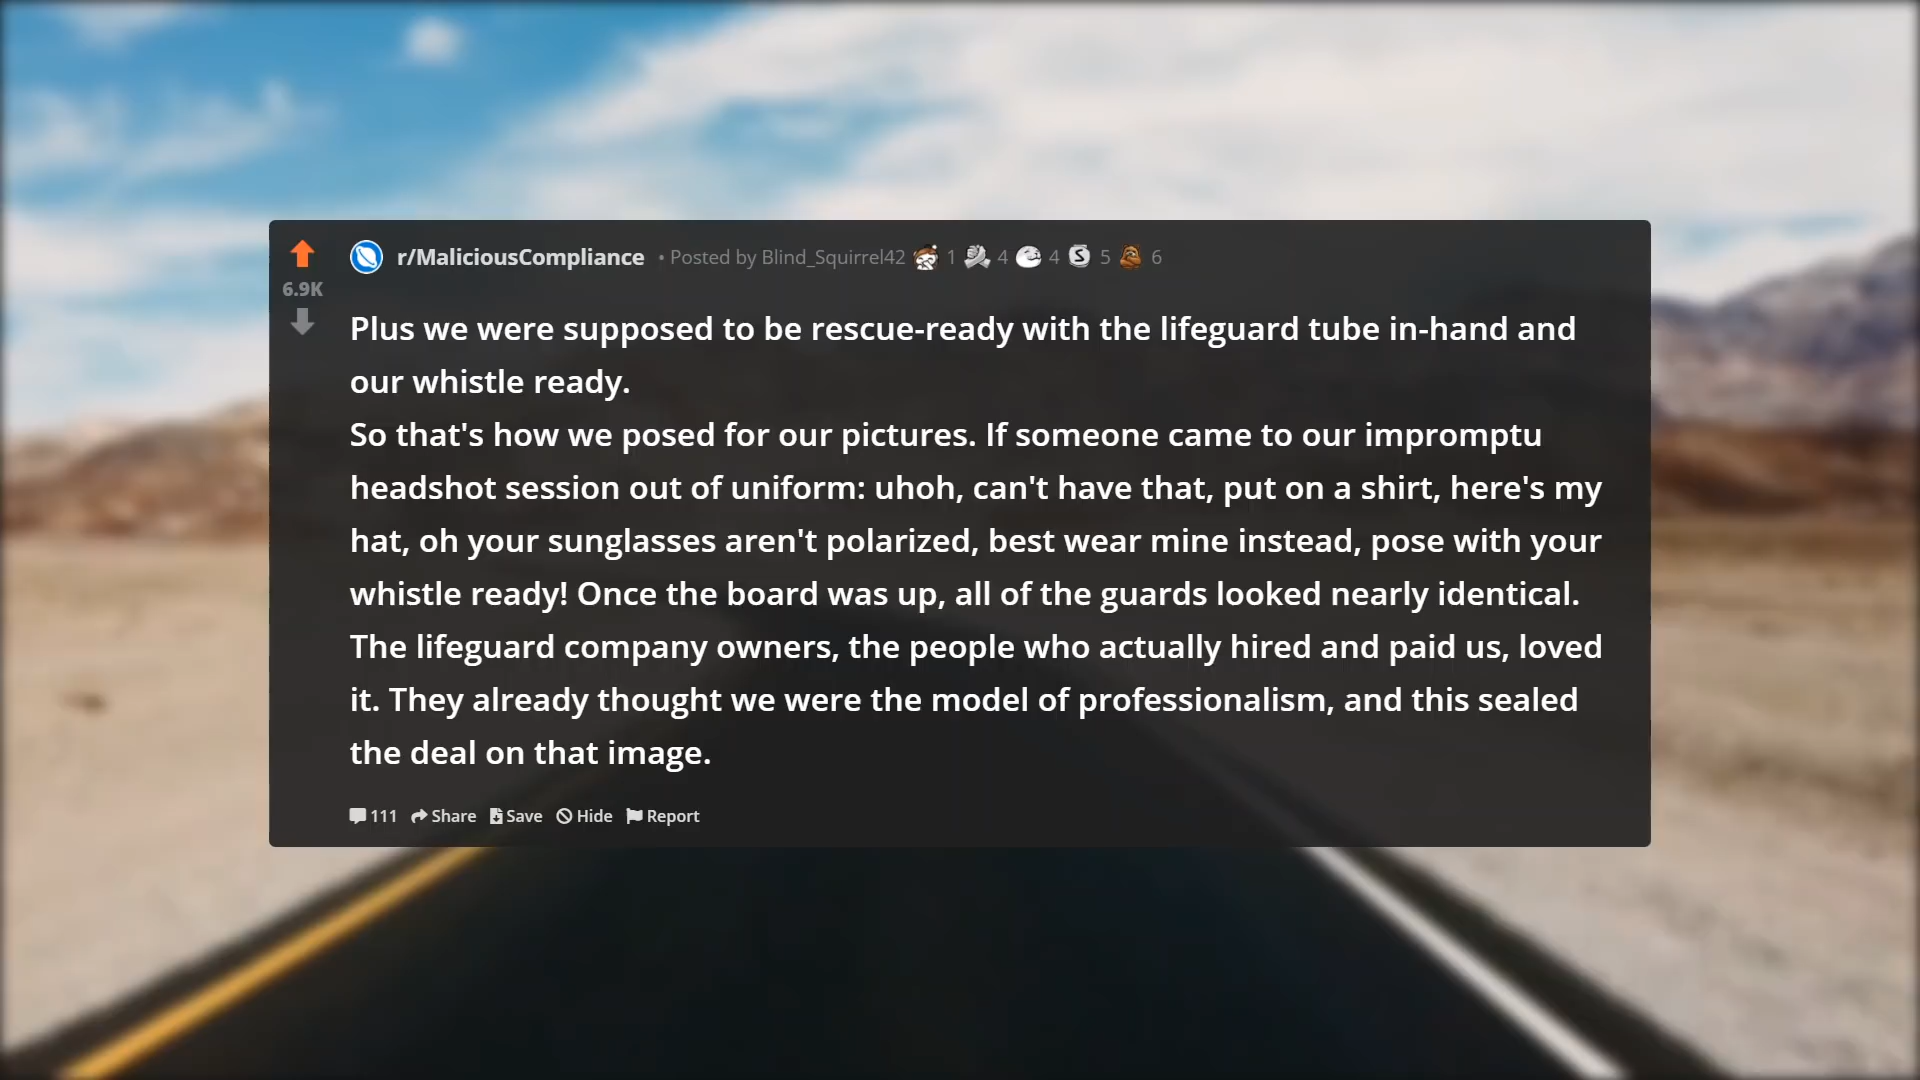 r/MaliciousCompliance • Posted by Blind_Squirrel42 1 4 4 5 6
6.9K
Plus we were supposed to be rescue-ready with the lifeguard tube in-hand and
our whistle ready.
So that's how we posed for our pictures. If someone came to our impromptu
headshot session out of uniform: uhoh, can't have that, put on a shirt, here's my
hat, oh your sunglasses aren't polarized, best wear mine instead, pose with your
whistle ready! Once the board was up, all of the guards looked nearly identical.
The lifeguard company owners, the people who actually hired and paid us, loved
it. They already thought we were the model of professionalism, and this sealed
the deal on that image.
111 Share Save Hide Report